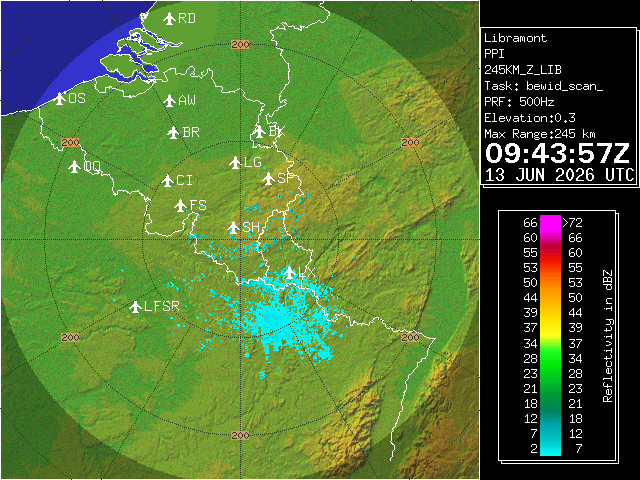 RD
200
OS
AW
BR
BK
200
200
QQ
LG
CI
SP
FS
SH
LX
LFSR
200
200
200
Libramont
PPI
245KM_Z_LIB
Task: bewid_scan_
PRF: 500Hz
Elevation:0.3
Max Range:245 km
09:43:57Z
13 JUN 2026 UTC
66 >72
60 66
55 60
53 55
50 53
44 50
39 44
37 39
34 37
28 34
23 28
21 23
18 21
12 18
7 12
2 7
Reflectivity in dBZ